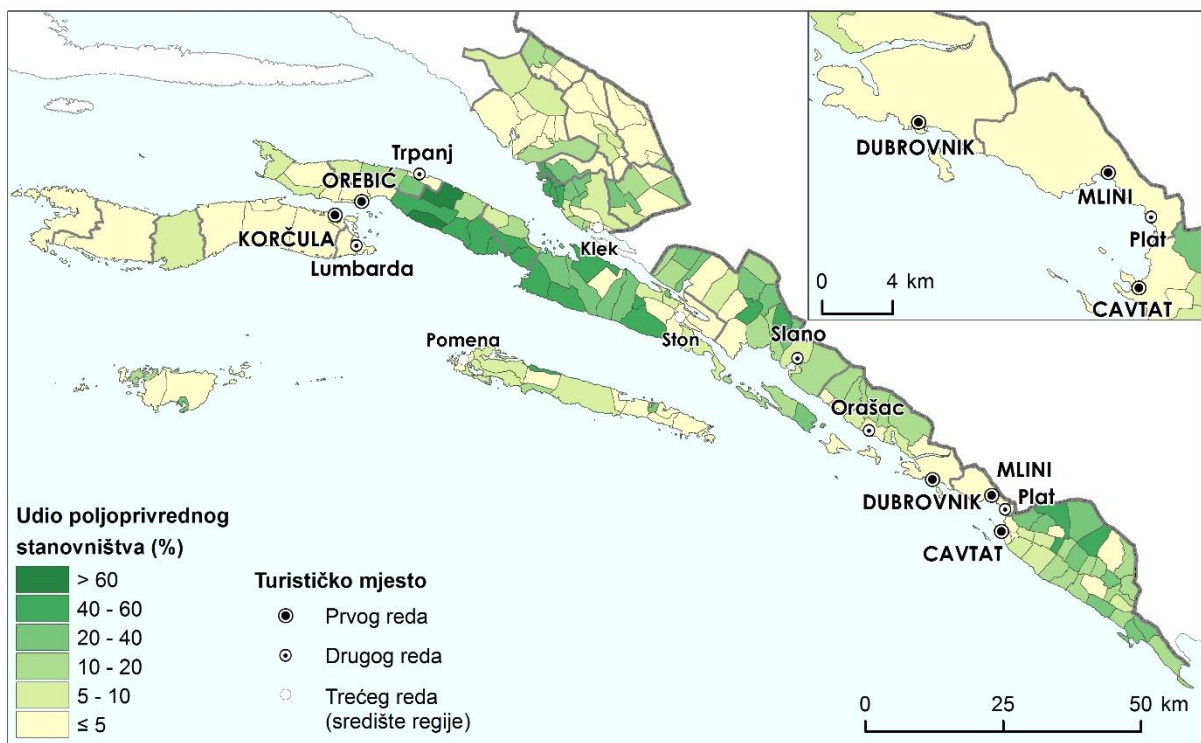 DUBROVNIK
MLINI
Plat
CAVTAT
0 4 km
Trpanj
OREBIĆ
KORČULA
Lumbarda
Klek
Pomena
Ston
Slano
Orašac
MLINI
Plat
DUBROVNIK
CAVTAT
Udio poljoprivrednog
stanovništva (%)
> 60
40 - 60
20 - 40
10 - 20
5 - 10
≤ 5
Turističko mjesto
Prvog reda
Drugog reda
Trećeg reda
(središte regije)
0 25 50 km